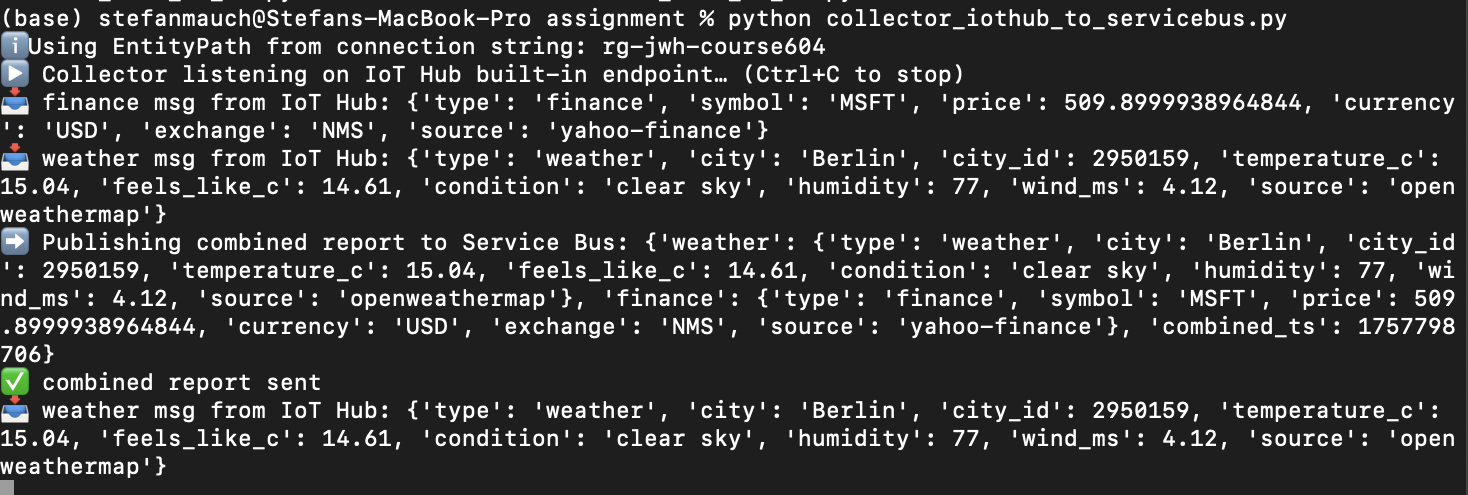 (base) stefanmauch@Stefans-MacBook-Pro assignment % python collector_iothub_to_servicebus.py
ℹ️Using EntityPath from connection string: rg-jwh-course604
▶️ Collector listening on IoT Hub built-in endpoint… (Ctrl+C to stop)
📥 finance msg from IoT Hub: {'type': 'finance', 'symbol': 'MSFT', 'price': 509.8999938964844, 'currency
': 'USD', 'exchange': 'NMS', 'source': 'yahoo-finance'}
📥 weather msg from IoT Hub: {'type': 'weather', 'city': 'Berlin', 'city_id': 2950159, 'temperature_c':
15.04, 'feels_like_c': 14.61, 'condition': 'clear sky', 'humidity': 77, 'wind_ms': 4.12, 'source': 'open
weathermap'}
➡️ Publishing combined report to Service Bus: {'weather': {'type': 'weather', 'city': 'Berlin', 'city_id
': 2950159, 'temperature_c': 15.04, 'feels_like_c': 14.61, 'condition': 'clear sky', 'humidity': 77, 'wi
nd_ms': 4.12, 'source': 'openweathermap'}, 'finance': {'type': 'finance', 'symbol': 'MSFT', 'price': 509
.8999938964844, 'currency': 'USD', 'exchange': 'NMS', 'source': 'yahoo-finance'}, 'combined_ts': 1757798
706}
✅ combined report sent
📥 weather msg from IoT Hub: {'type': 'weather', 'city': 'Berlin', 'city_id': 2950159, 'temperature_c':
15.04, 'feels_like_c': 14.61, 'condition': 'clear sky', 'humidity': 77, 'wind_ms': 4.12, 'source': 'open
weathermap'}